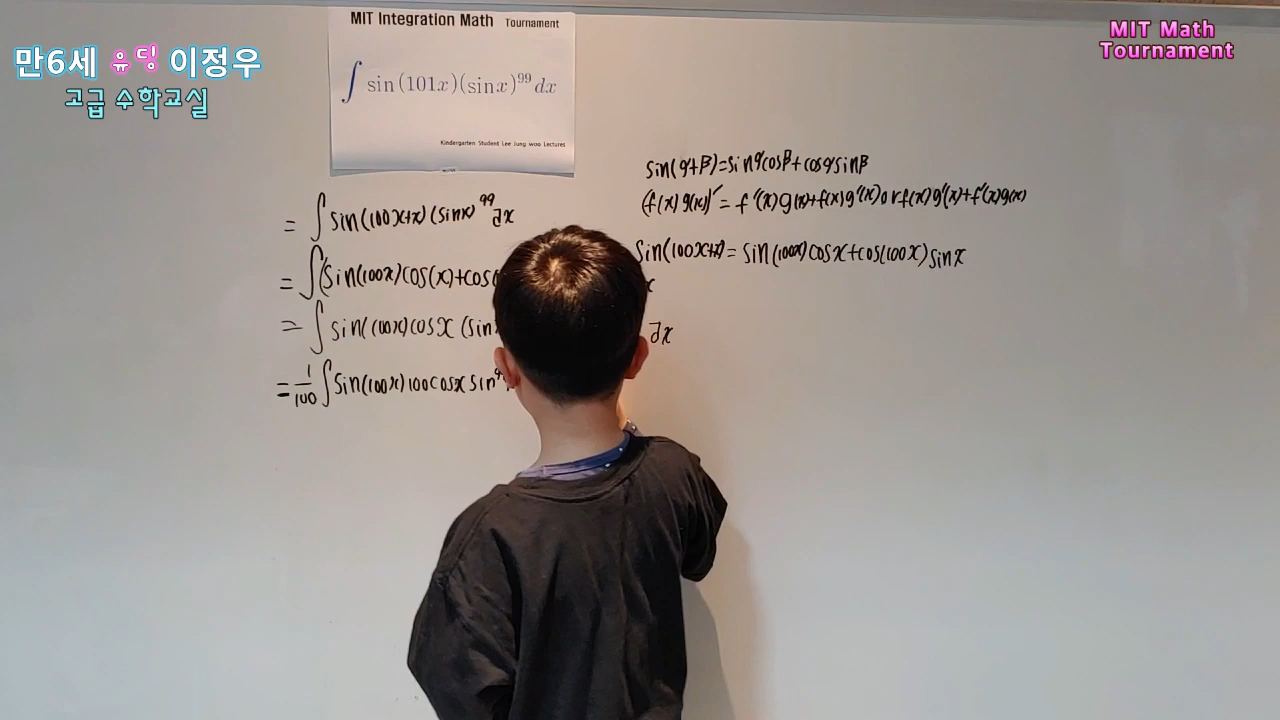 만6세 유딩 이정우
고급 수학교실
MIT Math
Tournament
MIT Integration Math Tournament
∫ sin (101x)(sinx)^99 dx
Kindergarten Student Lee Jung woo Lectures
sin(α+β)=sinαcosβ+cosαsinβ
(f(x)g(x))′= f′(x)g(x)+f(x)g′(x) or f(x)g′(x)+f′(x)g(x)
sin(100x+x)= sin(100x)cosx+cos(100x)sinx
= ∫sin(100x+x)(sinx)^99 dx
= ∫(sin(100x)cos(x)+cos
= ∫sin(100x)cosx(sin dx
= 1/100 ∫sin(100x)100cosx sin